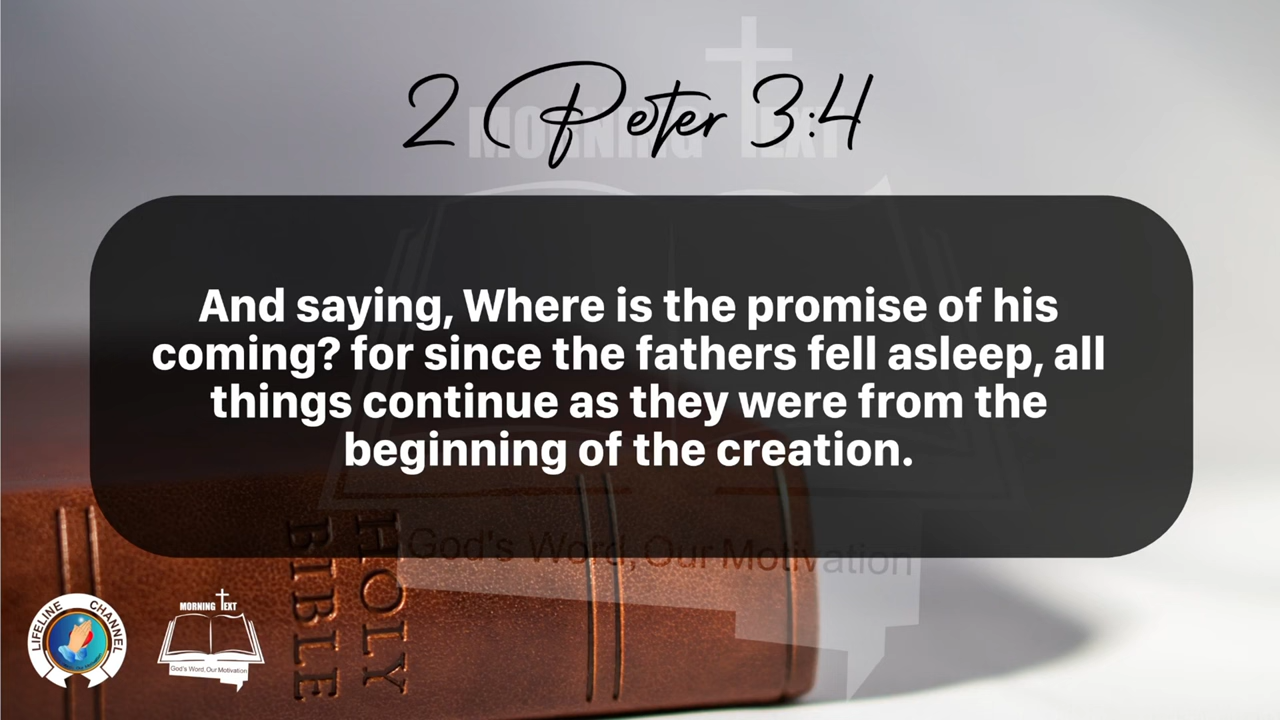 2 Peter 3:4
MORNING TEXT
And saying, Where is the promise of his
coming? for since the fathers fell asleep, all
things continue as they were from the
beginning of the creation.
God's Word, Our Motivation
HOLY
BIBLE
LIFELINE CHANNEL
MORNING TEXT
God's Word, Our Motivation